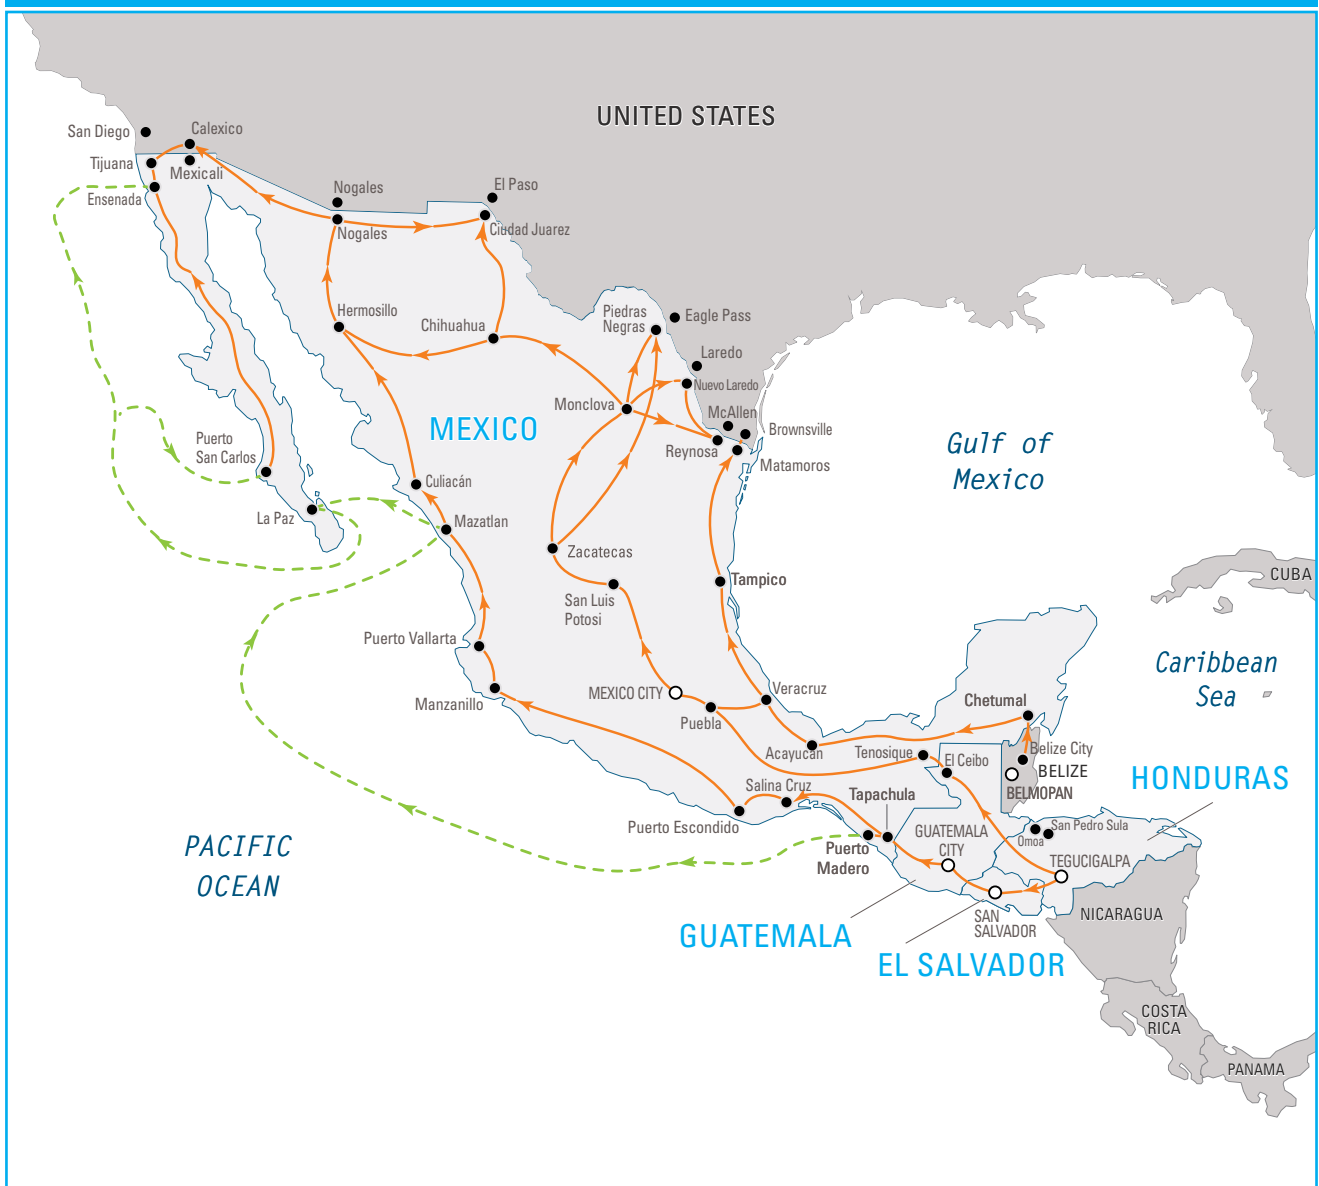 UNITED STATES
San Diego
Calexico
Tijuana
Mexicali
Ensenada
Nogales
El Paso
Nogales
Ciudad Juarez
Hermosillo
Chihuahua
Piedras
Negras
Eagle Pass
Laredo
Nuevo Laredo
Monclova
McAllen
Brownsville
Reynosa
Matamoros
MEXICO
Gulf of
Mexico
Puerto
San Carlos
Culiacán
La Paz
Mazatlan
Zacatecas
Tampico
San Luis
Potosi
CUBA
Puerto Vallarta
Caribbean
Sea
MEXICO CITY
Veracruz
Chetumal
Manzanillo
Puebla
Acayucan
Tenosique
Belize City
El Ceibo
BELIZE
HONDURAS
BELMOPAN
Salina Cruz
Tapachula
Puerto Escondido
GUATEMALA
CITY
San Pedro Sula
Omoa
Puerto
Madero
TEGUCIGALPA
PACIFIC
OCEAN
NICARAGUA
SAN
SALVADOR
GUATEMALA
EL SALVADOR
COSTA
RICA
PANAMA